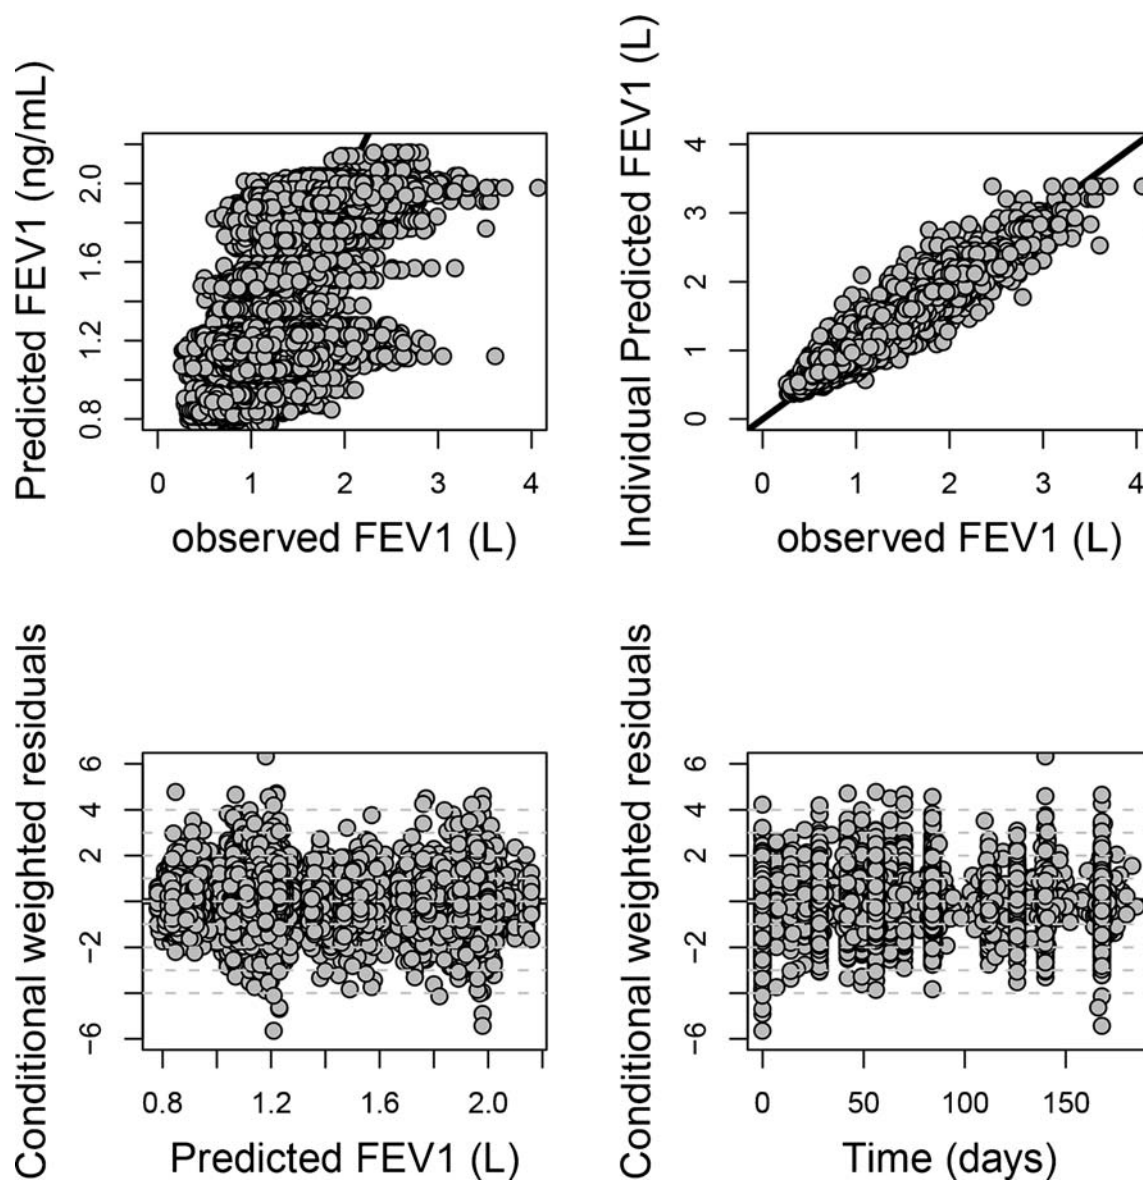 Predicted FEV1 (ng/mL)
0.8 1.2 1.6 2.0
0 1 2 3 4
observed FEV1 (L)
Individual Predicted FEV1 (L)
0 1 2 3 4
0 1 2 3 4
observed FEV1 (L)
Conditional weighted residuals
−6 −2 0 2 4 6
0.8 1.2 1.6 2.0
Predicted FEV1 (L)
Conditional weighted residuals
−6 −2 0 2 4 6
0 50 100 150
Time (days)